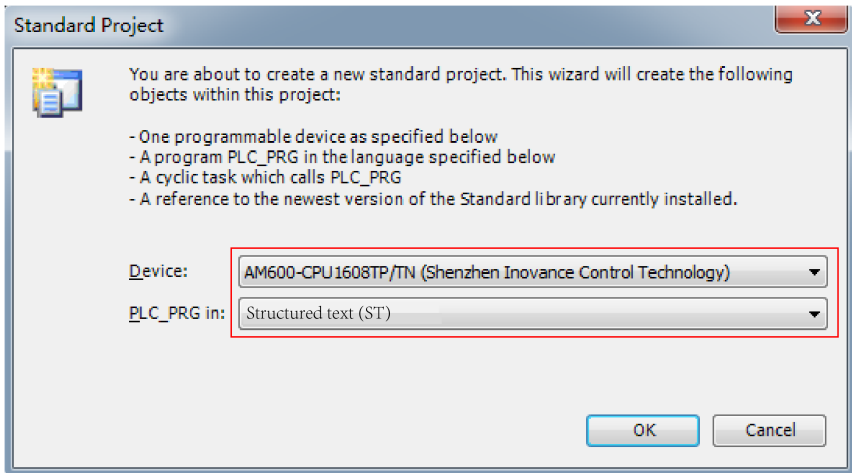 Standard Project
You are about to create a new standard project. This wizard will create the following
objects within this project:
- One programmable device as specified below
- A program PLC_PRG in the language specified below
- A cyclic task which calls PLC_PRG
- A reference to the newest version of the Standard library currently installed.
Device: AM600-CPU1608TP/TN (Shenzhen Inovance Control Technology)
PLC_PRG in: Structured text (ST)
OK Cancel